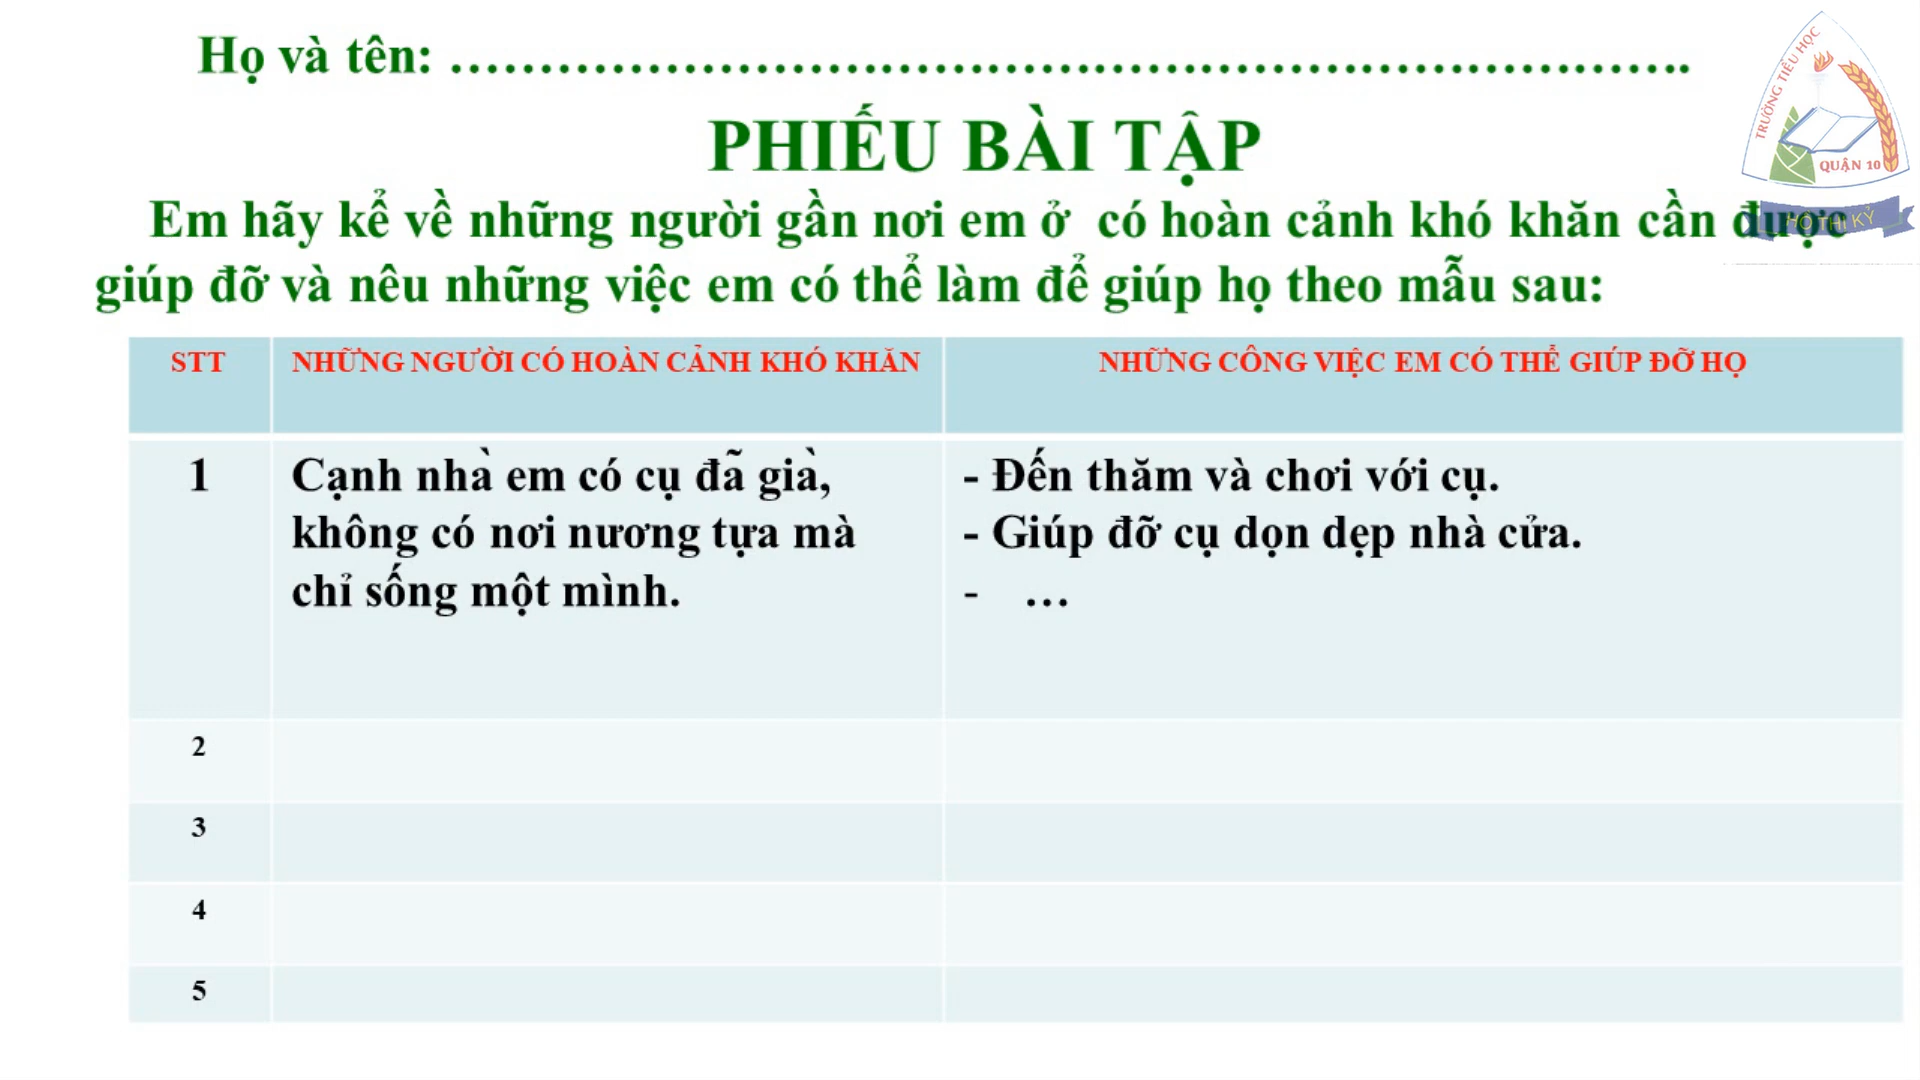 Họ và tên: ………………………………………………………………….
TRƯỜNG TIỂU HỌC
QUẬN 10
HỒ THỊ KỶ
PHIẾU BÀI TẬP
Em hãy kể về những người gần nơi em ở có hoàn cảnh khó khăn cần được
giúp đỡ và nêu những việc em có thể làm để giúp họ theo mẫu sau:
STT NHỮNG NGƯỜI CÓ HOÀN CẢNH KHÓ KHĂN NHỮNG CÔNG VIỆC EM CÓ THỂ GIÚP ĐỠ HỌ
1 Cạnh nhà em có cụ đã già, - Đến thăm và chơi với cụ.
không có nơi nương tựa mà - Giúp đỡ cụ dọn dẹp nhà cửa.
chỉ sống một mình. - …
2
3
4
5